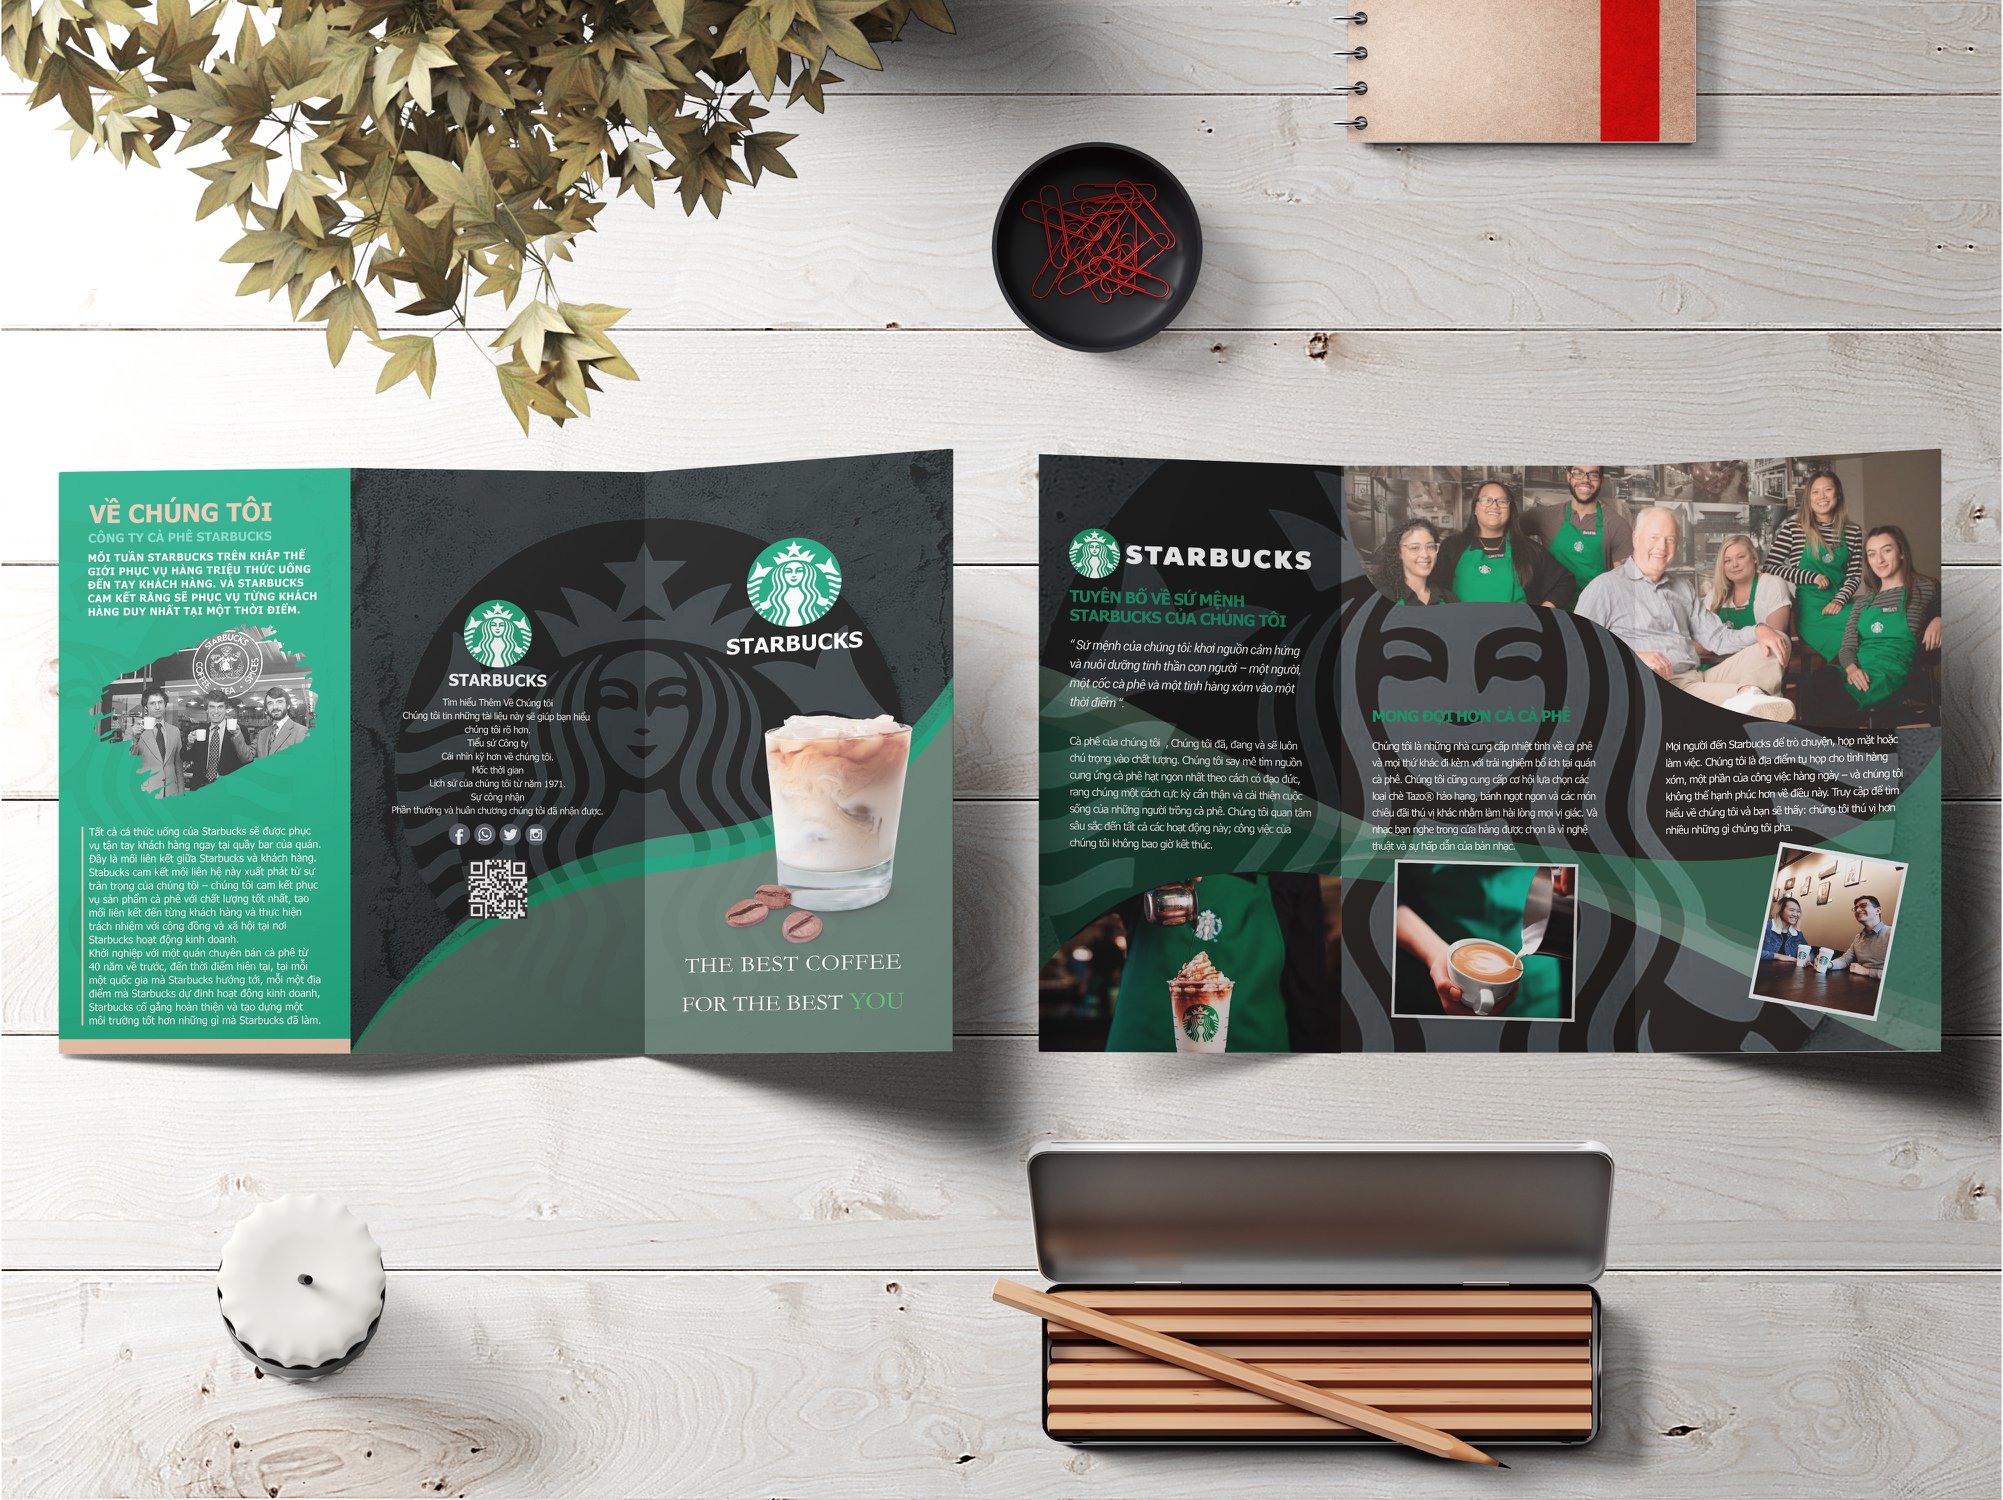 VỀ CHÚNG TÔI
CÔNG TY CÀ PHÊ STARBUCKS
MỖI TUẦN STARBUCKS TRÊN KHẮP THẾ
GIỚI PHỤC VỤ HÀNG TRIỆU THỨC UỐNG
ĐẾN TAY KHÁCH HÀNG. VÀ STARBUCKS
CAM KẾT RẰNG SẼ PHỤC VỤ TỪNG KHÁCH
HÀNG DUY NHẤT TẠI MỘT THỜI ĐIỂM.
STARBUCKS
COFFEE
TEA
SPICES
Tất cả cá thức uống của Starbucks sẽ được phục
vụ tận tay khách hàng ngay tại quầy bar của quán.
Đây là mối liên kết giữa Starbucks và khách hàng.
Stabucks cam kết mối liên hệ này xuất phát từ sự
trân trọng của chúng tôi – chúng tôi cam kết phục
vụ sản phẩm cà phê với chất lượng tốt nhất, tạo
mối liên kết đến từng khách hàng và thực hiện
trách nhiệm với cộng đồng và xã hội tại nơi
Starbucks hoạt động kinh doanh.
Khởi nghiệp với một quán chuyên bán cà phê từ
40 năm về trước, đến thời điểm hiện tại, tại mỗi
một quốc gia mà Starbucks hướng tới, mỗi một địa
điểm mà Starbucks dự định hoạt động kinh doanh,
Starbucks cố gắng hoàn thiện và tạo dựng một
môi trường tốt hơn những gì mà Starbucks đã làm.
STARBUCKS
Tìm hiểu Thêm Về Chúng tôi
Chúng tôi tin những tài liệu này sẽ giúp bạn hiểu
chúng tôi rõ hơn.
Tiểu sử Công ty
Cái nhìn kỹ hơn về chúng tôi.
Mốc thời gian
Lịch sử của chúng tôi từ năm 1971.
Sự công nhận
Phần thưởng và huân chương chúng tôi đã nhận được.
STARBUCKS
THE BEST COFFEE
FOR THE BEST YOU
STARBUCKS
TUYÊN BỐ VỀ SỨ MỆNH
STARBUCKS CỦA CHÚNG TÔI
“ Sứ mệnh của chúng tôi: khơi nguồn cảm hứng
và nuôi dưỡng tinh thần con người – một người,
một cốc cà phê và một tình hàng xóm vào một
thời điểm “.
Cà phê của chúng tôi , Chúng tôi đã, đang và sẽ luôn
chú trọng vào chất lượng. Chúng tôi say mê tìm nguồn
cung ứng cà phê hạt ngon nhất theo cách có đạo đức,
rang chúng một cách cực kỳ cẩn thận và cải thiện cuộc
sống của những người trồng cà phê. Chúng tôi quan tâm
sâu sắc đến tất cả các hoạt động này; công việc của
chúng tôi không bao giờ kết thúc.
MONG ĐỢI HƠN CẢ CÀ PHÊ
Chúng tôi là những nhà cung cấp nhiệt tình về cà phê
và mọi thứ khác đi kèm với trải nghiệm bổ ích tại quán
cà phê. Chúng tôi cũng cung cấp cơ hội lựa chọn các
loại chè Tazo® hảo hạng, bánh ngọt ngon và các món
chiêu đãi thú vị khác nhằm làm hài lòng mọi vị giác. Và
nhạc bạn nghe trong cửa hàng được chọn là vì nghệ
thuật và sự hấp dẫn của bản nhạc.
Mọi người đến Starbucks để trò chuyện, họp mặt hoặc
làm việc. Chúng tôi là địa điểm tụ họp cho tình hàng
xóm, một phần của công việc hàng ngày – và chúng tôi
không thể hạnh phúc hơn về điều này. Truy cập để tìm
hiểu về chúng tôi và bạn sẽ thấy: chúng tôi thú vị hơn
nhiều những gì chúng tôi pha.